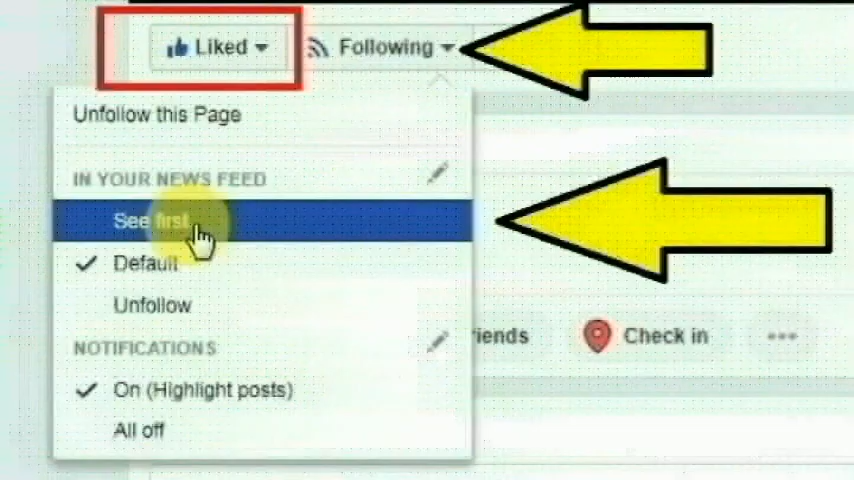 Liked Following
Unfollow this Page
IN YOUR NEWS FEED
See first
Default
Unfollow
riends Check in
NOTIFICATIONS
On (Highlight posts)
All off